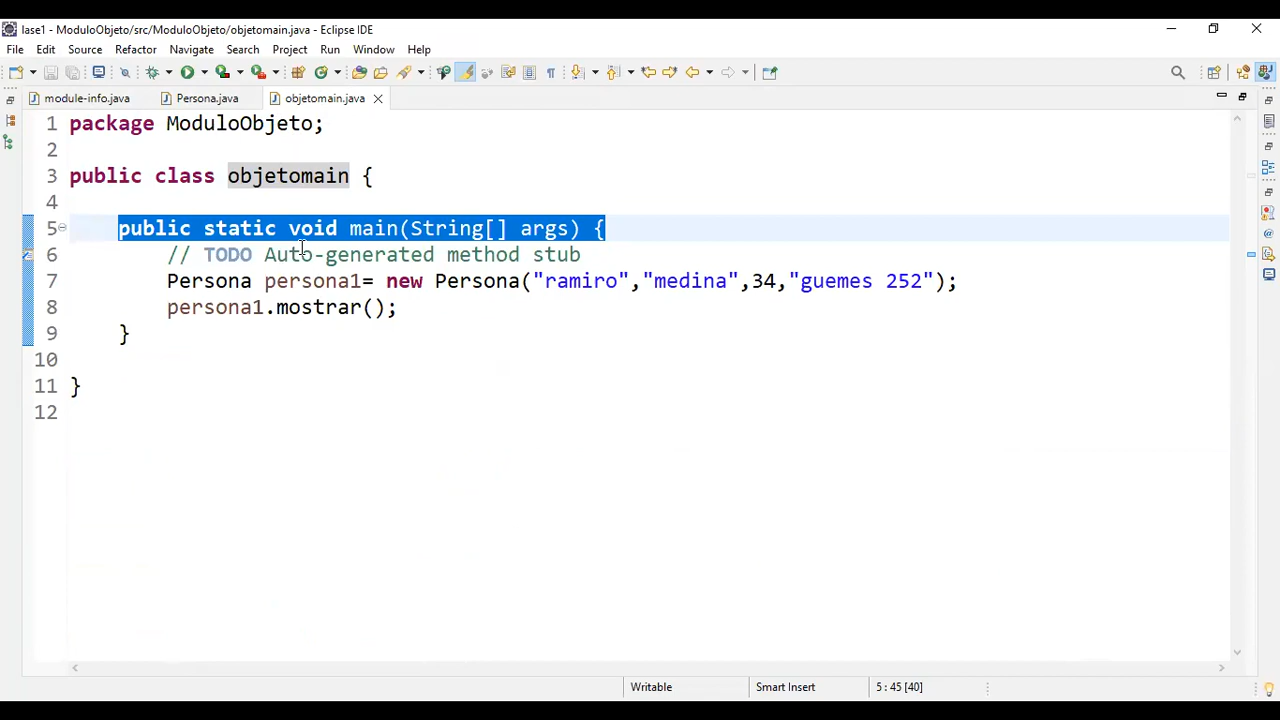 lase1 - ModuloObjeto/src/ModuloObjeto/objetomain.java - Eclipse IDE
File Edit Source Refactor Navigate Search Project Run Window Help
module-info.java Persona.java objetomain.java
1 package ModuloObjeto;
2
3 public class objetomain {
4
5 public static void main(String[] args) {
6 // TODO Auto-generated method stub
7 Persona persona1= new Persona("ramiro","medina",34,"guemes 252");
8 persona1.mostrar();
9 }
10
11 }
12
Writable Smart Insert 5 : 45 [40]